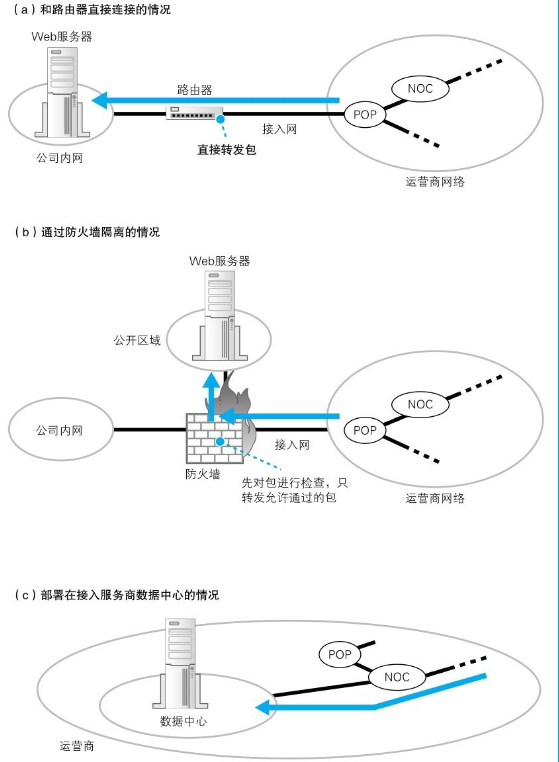 （a）和路由器直接连接的情况
Web服务器
路由器
NOC
POP
接入网
直接转发包
公司内网
运营商网络
（b）通过防火墙隔离的情况
Web服务器
公开区域
NOC
公司内网
POP
接入网
防火墙
先对包进行检查，只
转发允许通过的包
运营商网络
（c）部署在接入服务商数据中心的情况
POP
NOC
数据中心
运营商